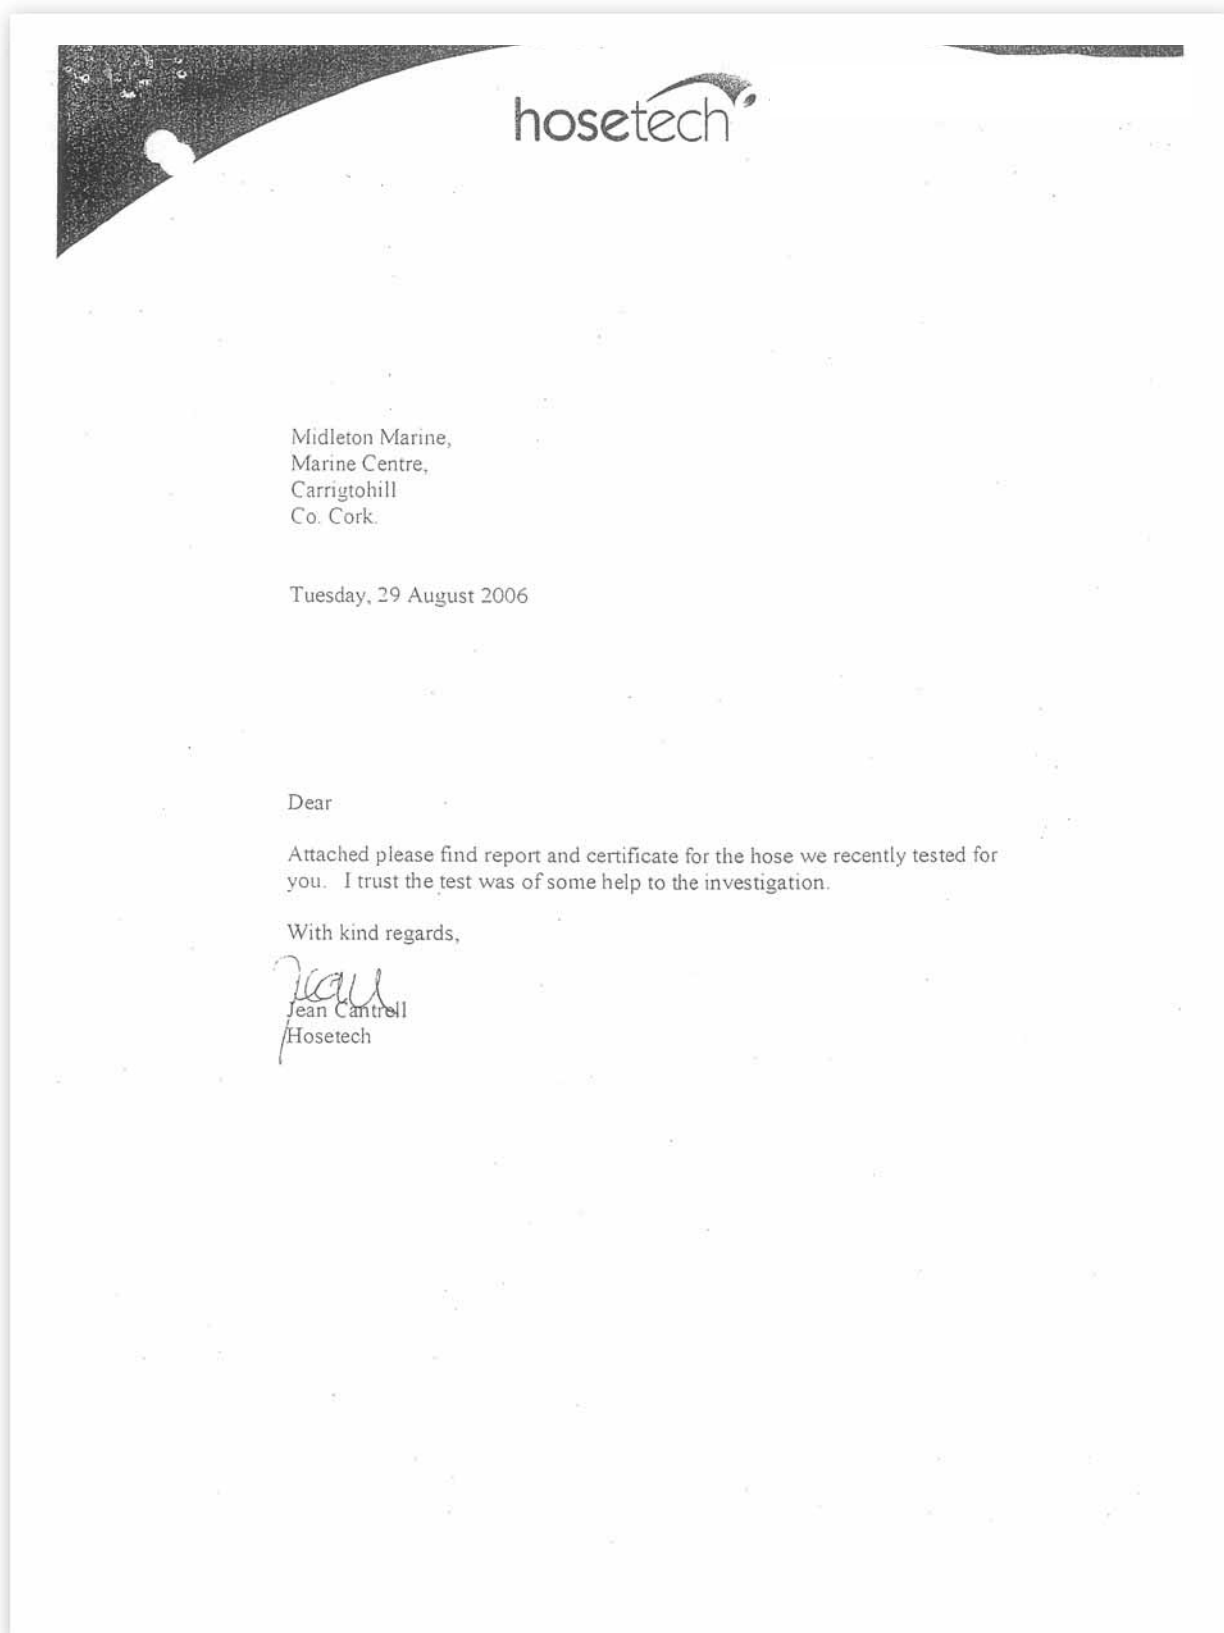 hosetech
Midleton Marine,
Marine Centre,
Carrigtohill
Co. Cork.
Tuesday, 29 August 2006
Dear
Attached please find report and certificate for the hose we recently tested for
you. I trust the test was of some help to the investigation.
With kind regards,
Jean
Jean Cantrell
Hosetech